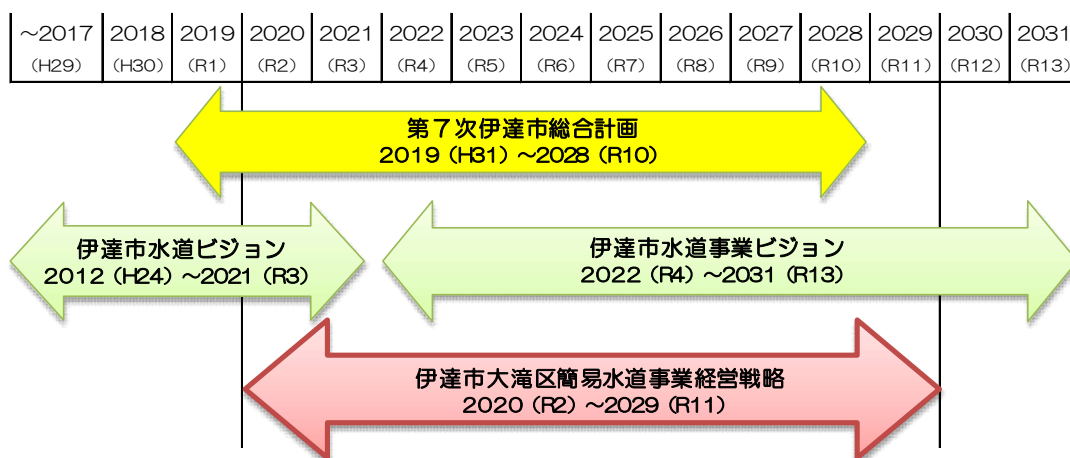 ～2017 2018 2019 2020 2021 2022 2023 2024 2025 2026 2027 2028 2029 2030 2031
（H29） （H30） （R1） （R2） （R3） （R4） （R5） （R6） （R7） （R8） （R9） （R10） （R11） （R12） （R13）
第７次伊達市総合計画
2019（H31）～2028（R10）
伊達市水道ビジョン
2012（H24）～2021（R3）
伊達市水道事業ビジョン
2022（R4）～2031（R13）
伊達市大滝区簡易水道事業経営戦略
2020（R2）～2029（R11）